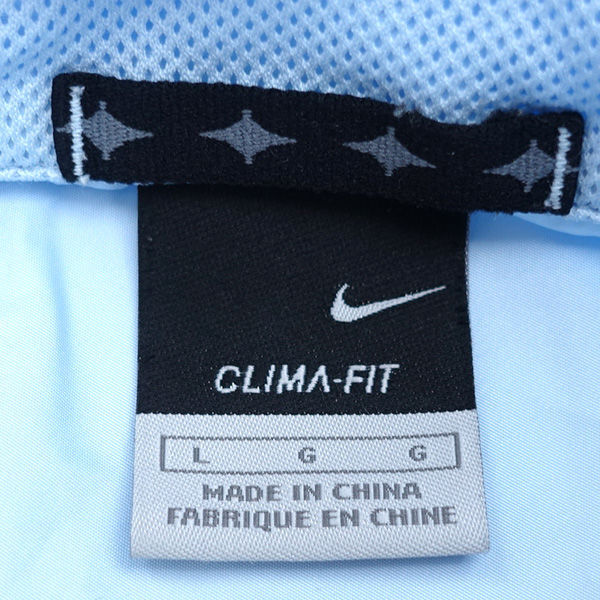 CLIMA-FIT
L G G
MADE IN CHINA
FABRIQUE EN CHINE